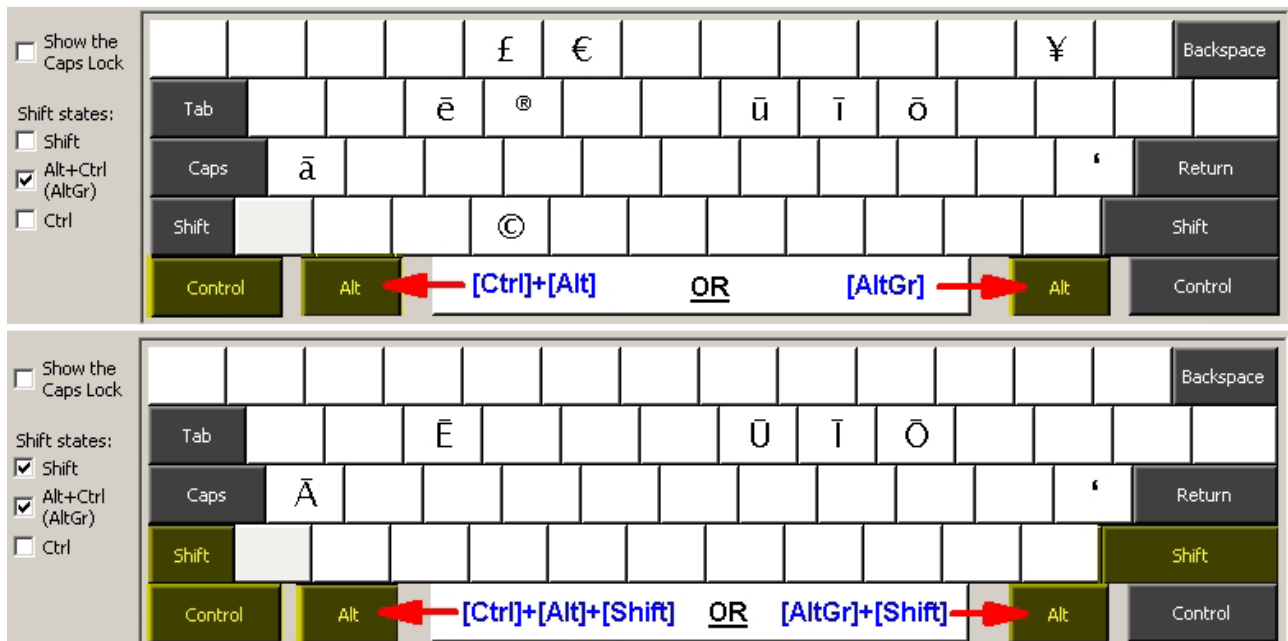 Show the
Caps Lock
£ € ¥ Backspace
Shift states:
Tab ē ® ū ī ō
Shift
Alt+Ctrl
(AltGr)
Caps ā ʻ Return
Ctrl
Shift © Shift
Control Alt [Ctrl]+[Alt] OR [AltGr] Alt Control
Show the
Caps Lock
Backspace
Shift states:
Tab Ē Ū Ī Ō
Shift
Alt+Ctrl
(AltGr)
Caps Ā ʻ Return
Ctrl
Shift Shift
Control Alt [Ctrl]+[Alt]+[Shift] OR [AltGr]+[Shift] Alt Control